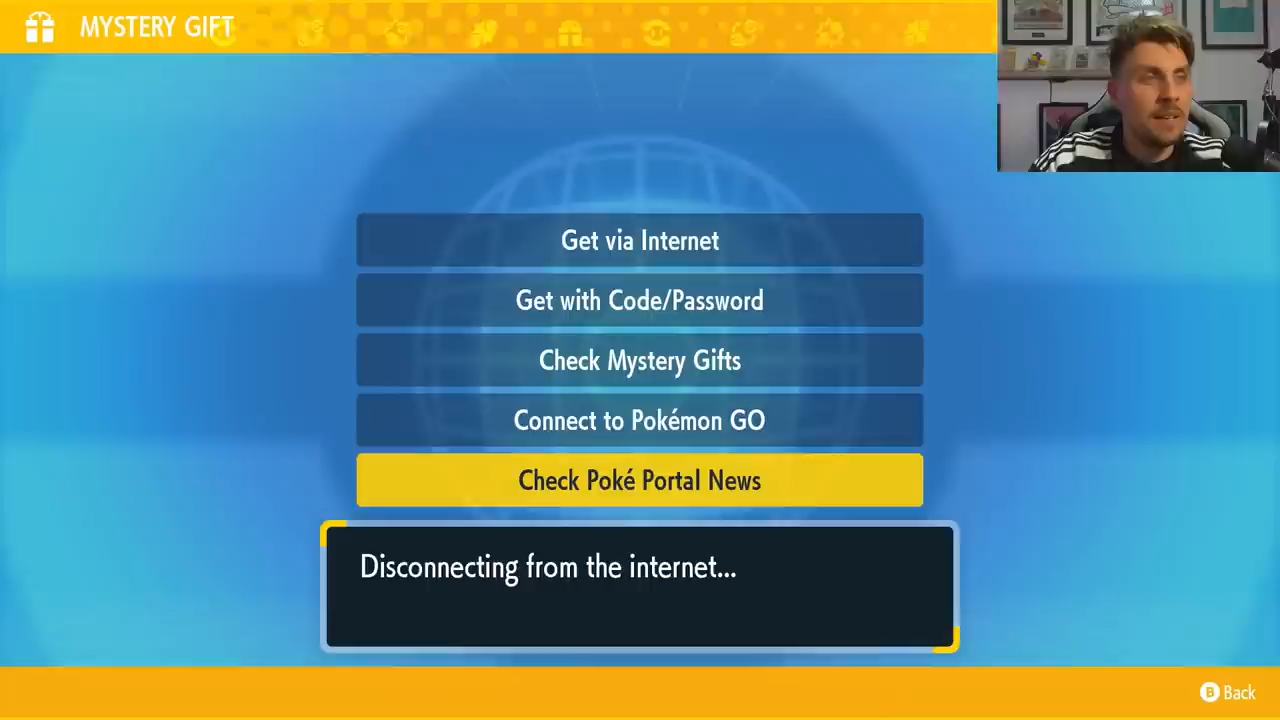 MYSTERY GIFT
Get via Internet
Get with Code/Password
Check Mystery Gifts
Connect to Pokémon GO
Check Poké Portal News
Disconnecting from the internet...
B Back